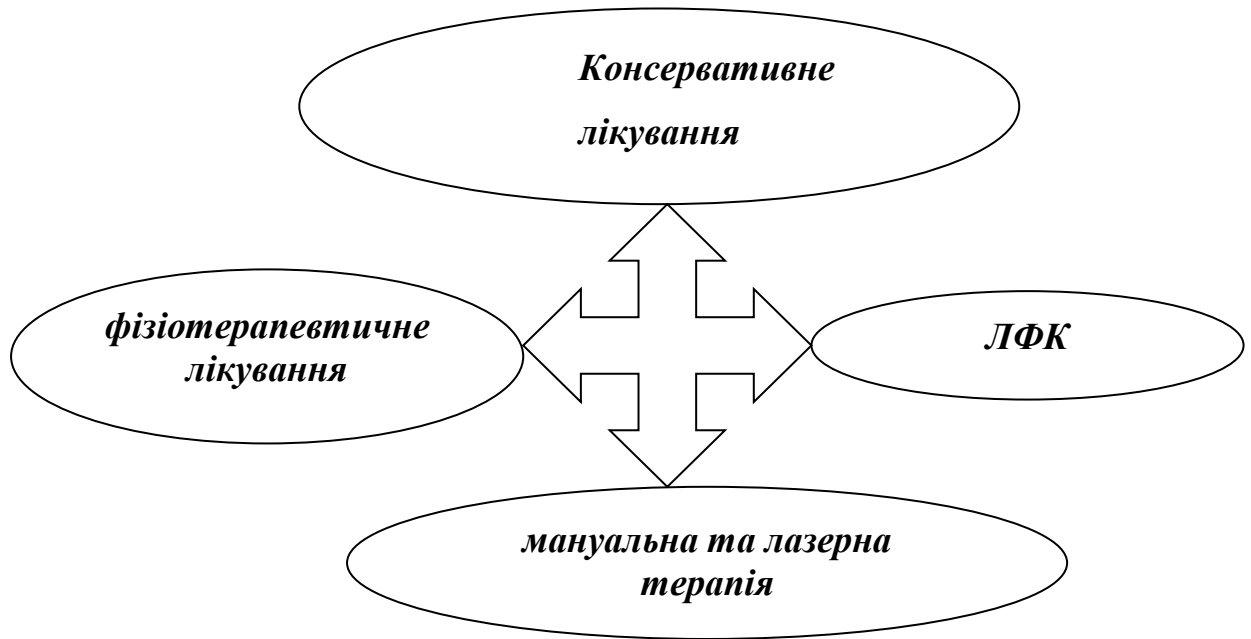 Консервативне
лікування
фізіотерапевтичне
лікування
ЛФК
мануальна та лазерна
терапія